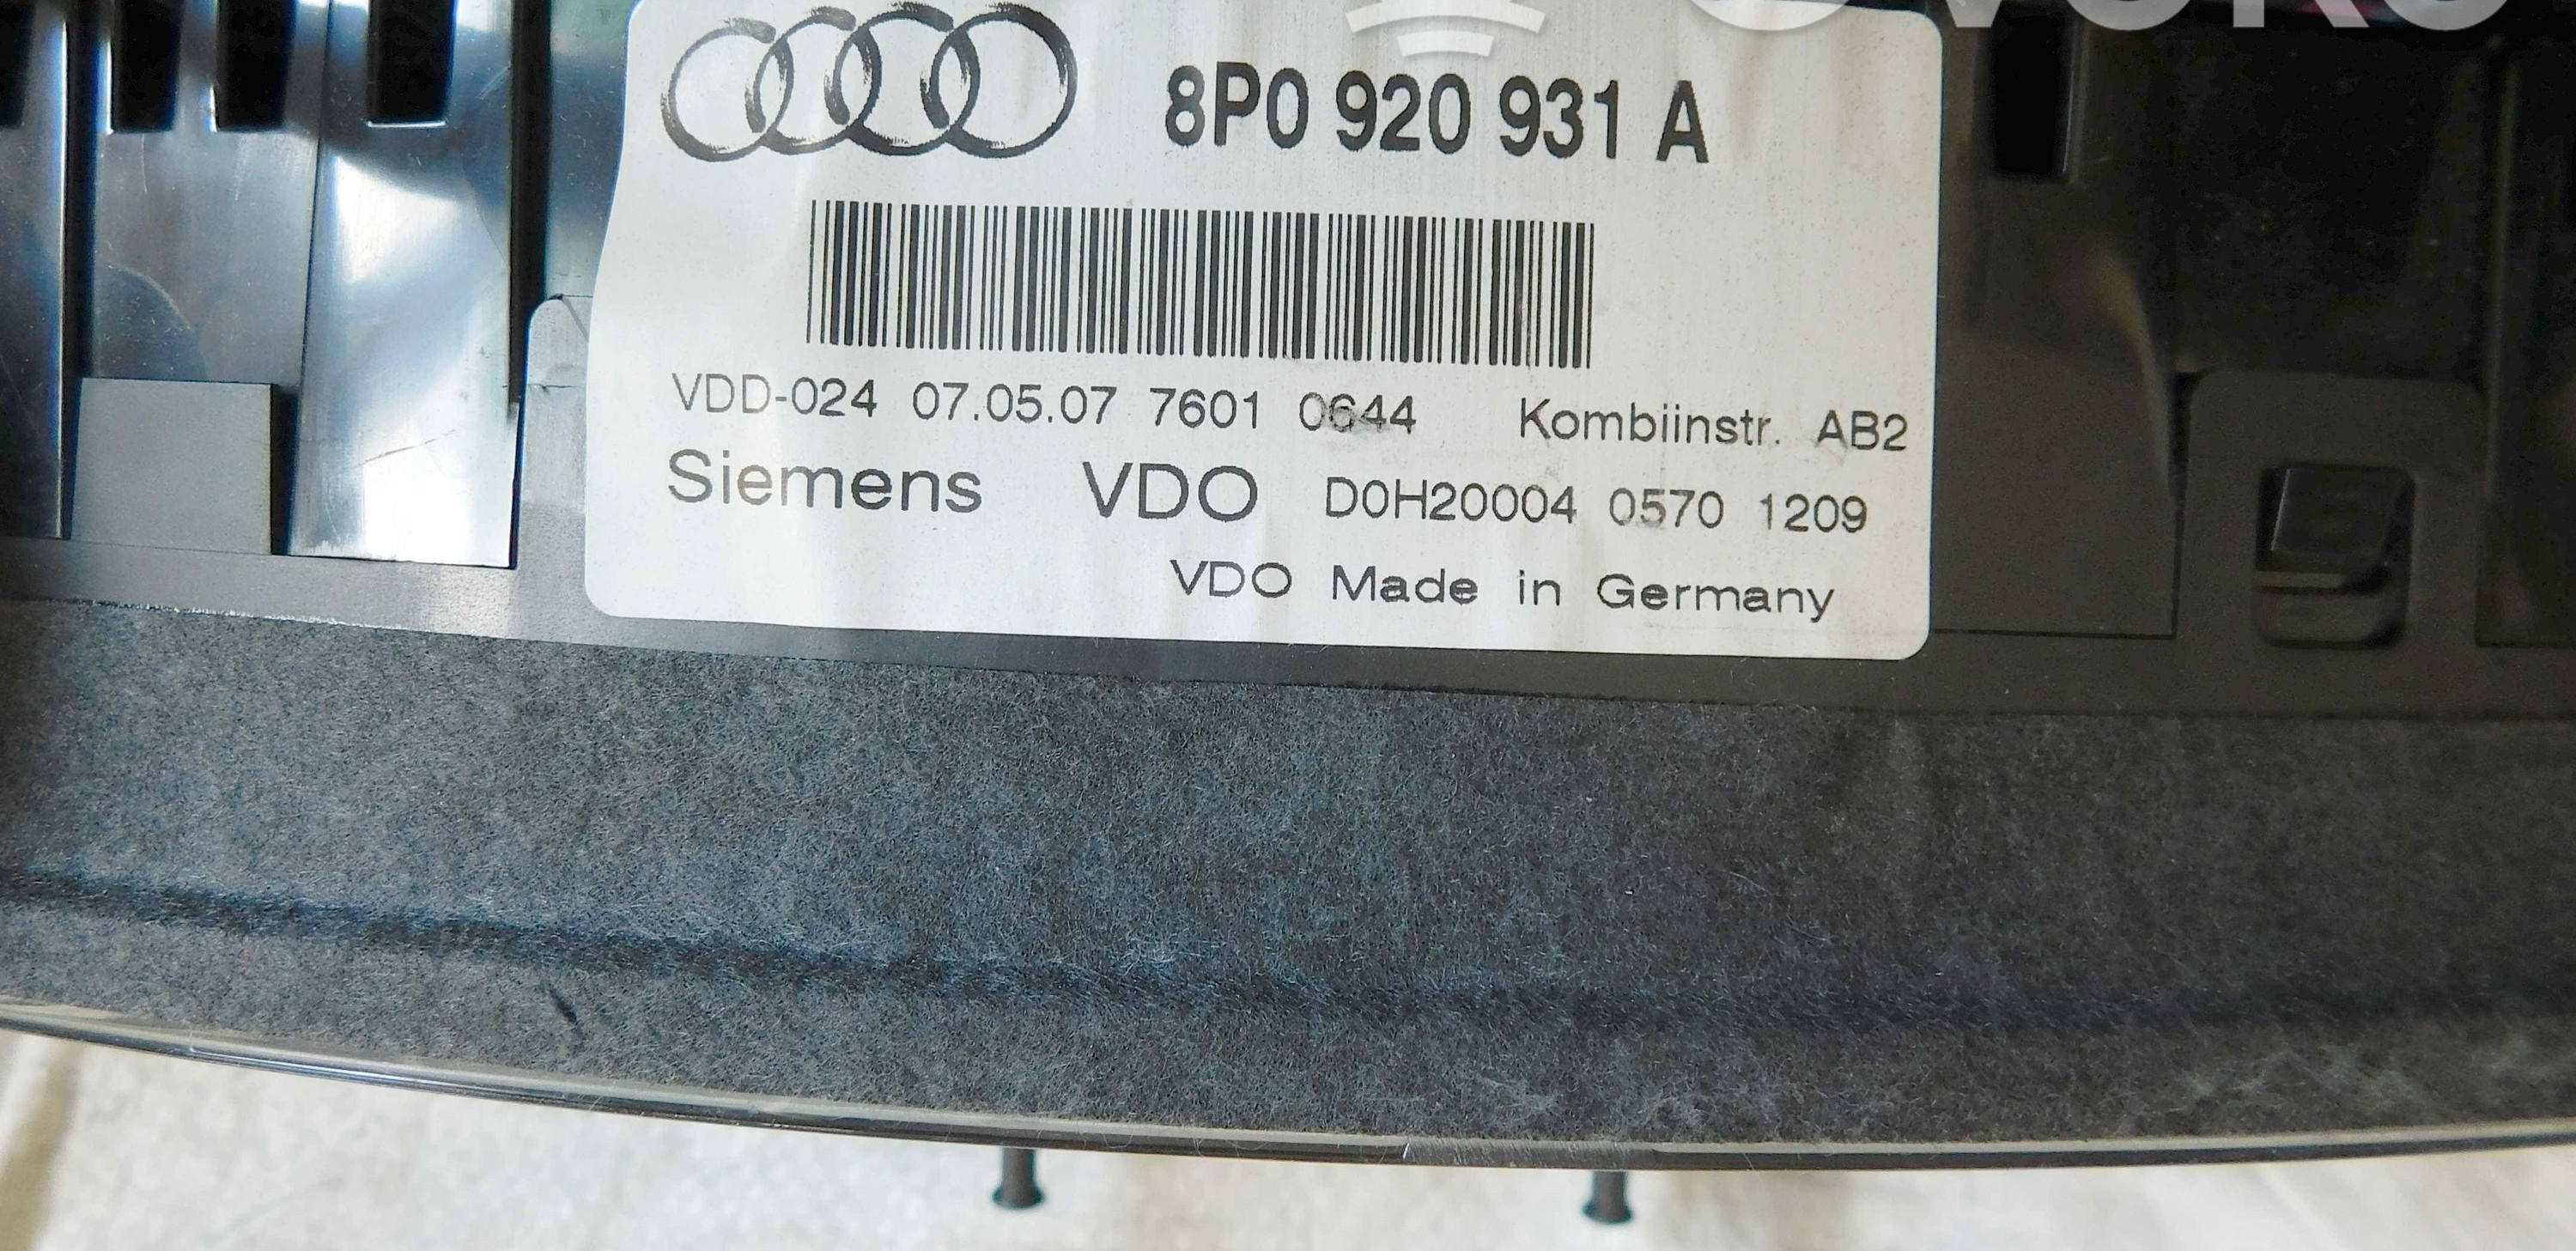 8P0 920 931 A
VDD-024 07.05.07 7601 0644 Kombiinstr. AB2
Siemens VDO D0H20004 0570 1209
VDO Made in Germany